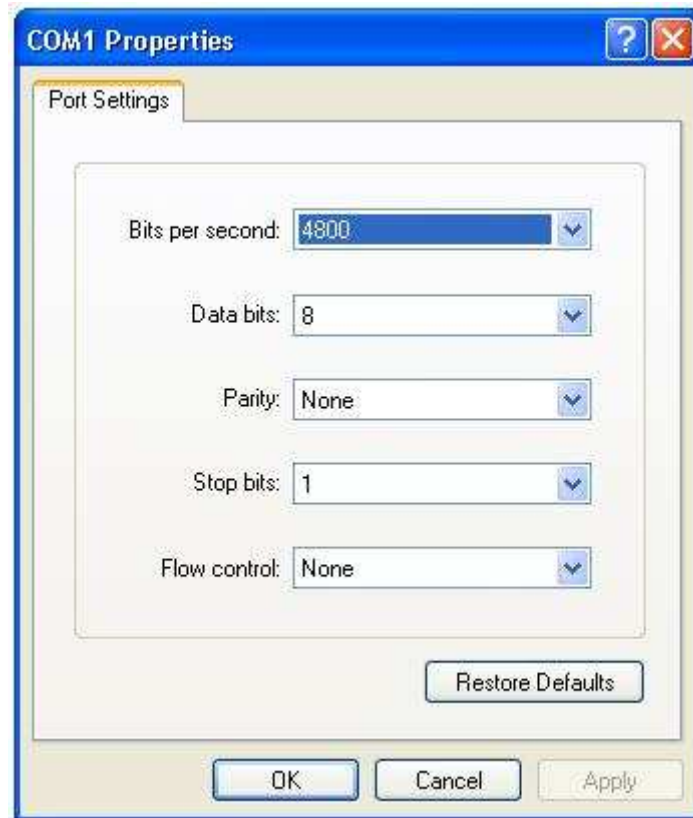 COM1 Properties
Port Settings
Bits per second: 4800
Data bits: 8
Parity: None
Stop bits: 1
Flow control: None
Restore Defaults
OK Cancel Apply